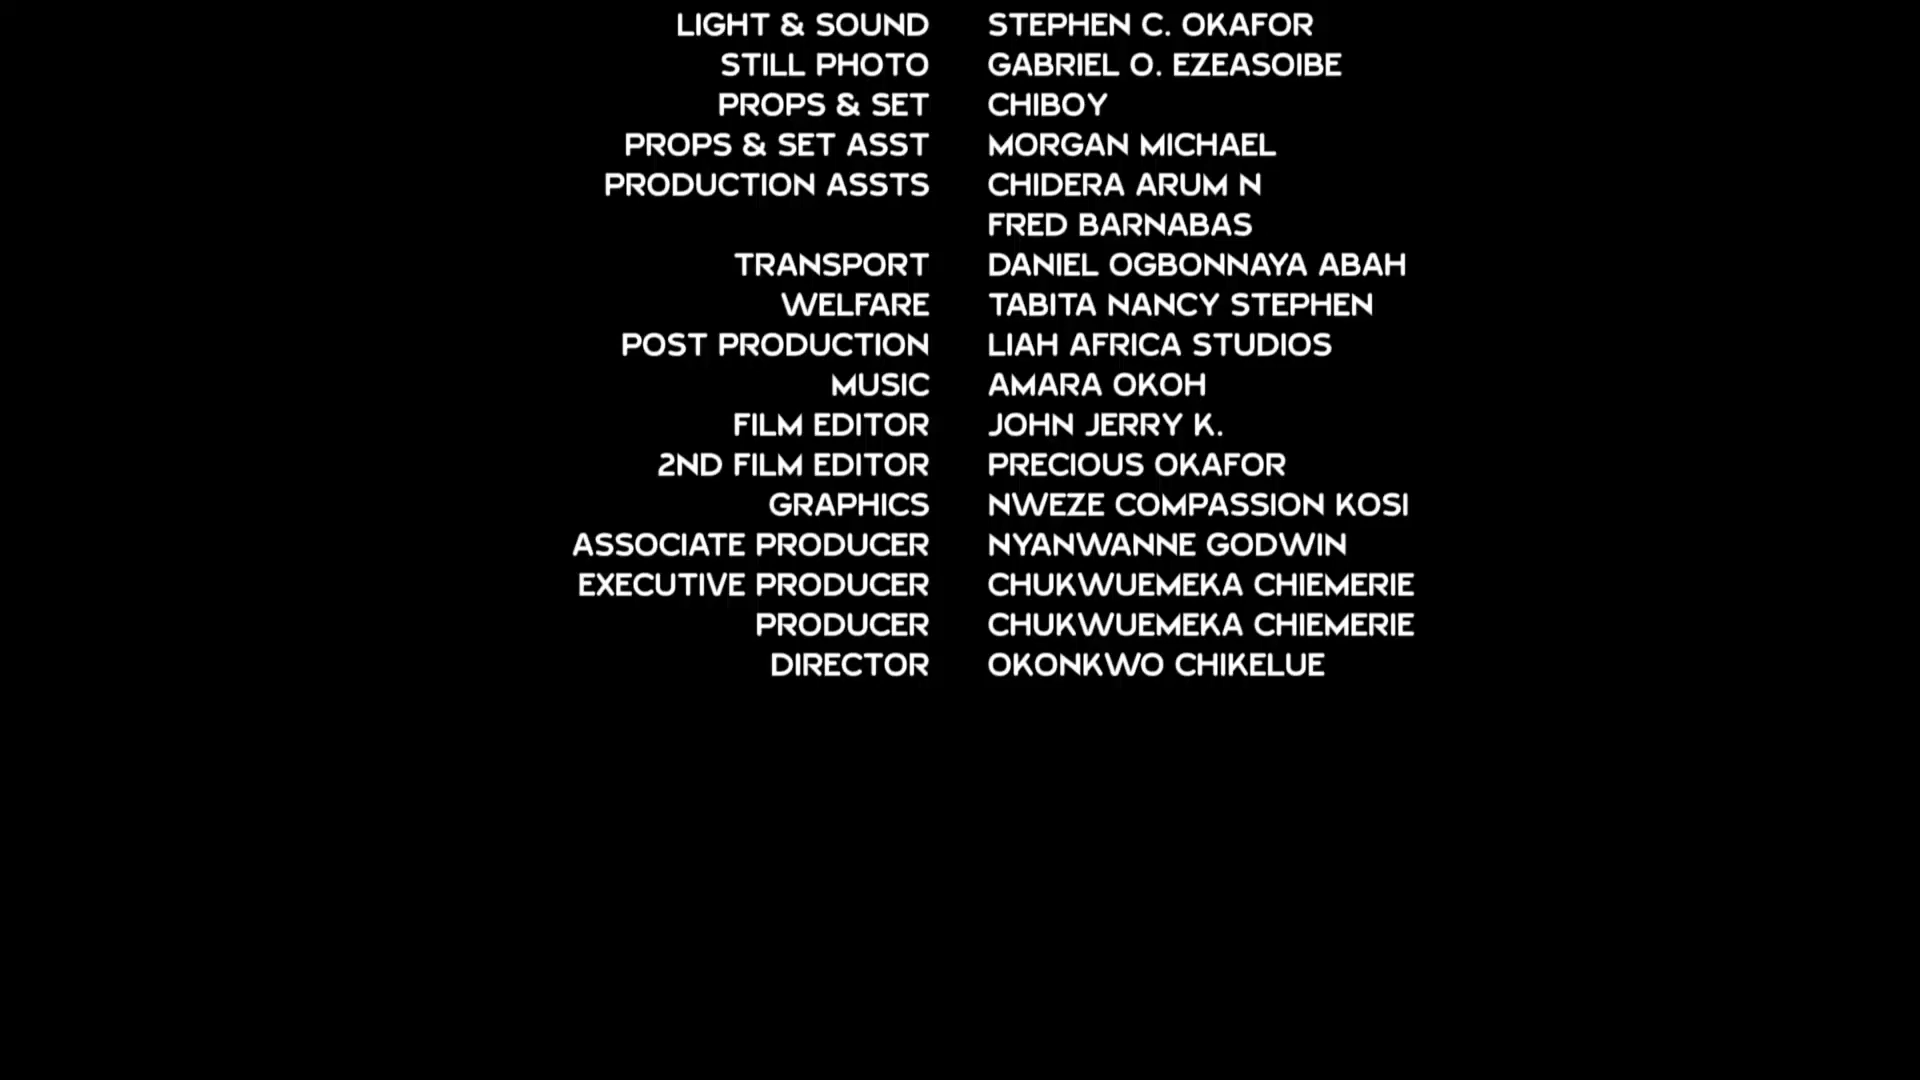 LIGHT & SOUND STEPHEN C. OKAFOR
STILL PHOTO GABRIEL O. EZEASOIBE
PROPS & SET CHIBOY
PROPS & SET ASST MORGAN MICHAEL
PRODUCTION ASSTS CHIDERA ARUM N
FRED BARNABAS
TRANSPORT DANIEL OGBONNAYA ABAH
WELFARE TABITA NANCY STEPHEN
POST PRODUCTION LIAH AFRICA STUDIOS
MUSIC AMARA OKOH
FILM EDITOR JOHN JERRY K.
2ND FILM EDITOR PRECIOUS OKAFOR
GRAPHICS NWEZE COMPASSION KOSI
ASSOCIATE PRODUCER NYANWANNE GODWIN
EXECUTIVE PRODUCER CHUKWUEMEKA CHIEMERIE
PRODUCER CHUKWUEMEKA CHIEMERIE
DIRECTOR OKONKWO CHIKELUE